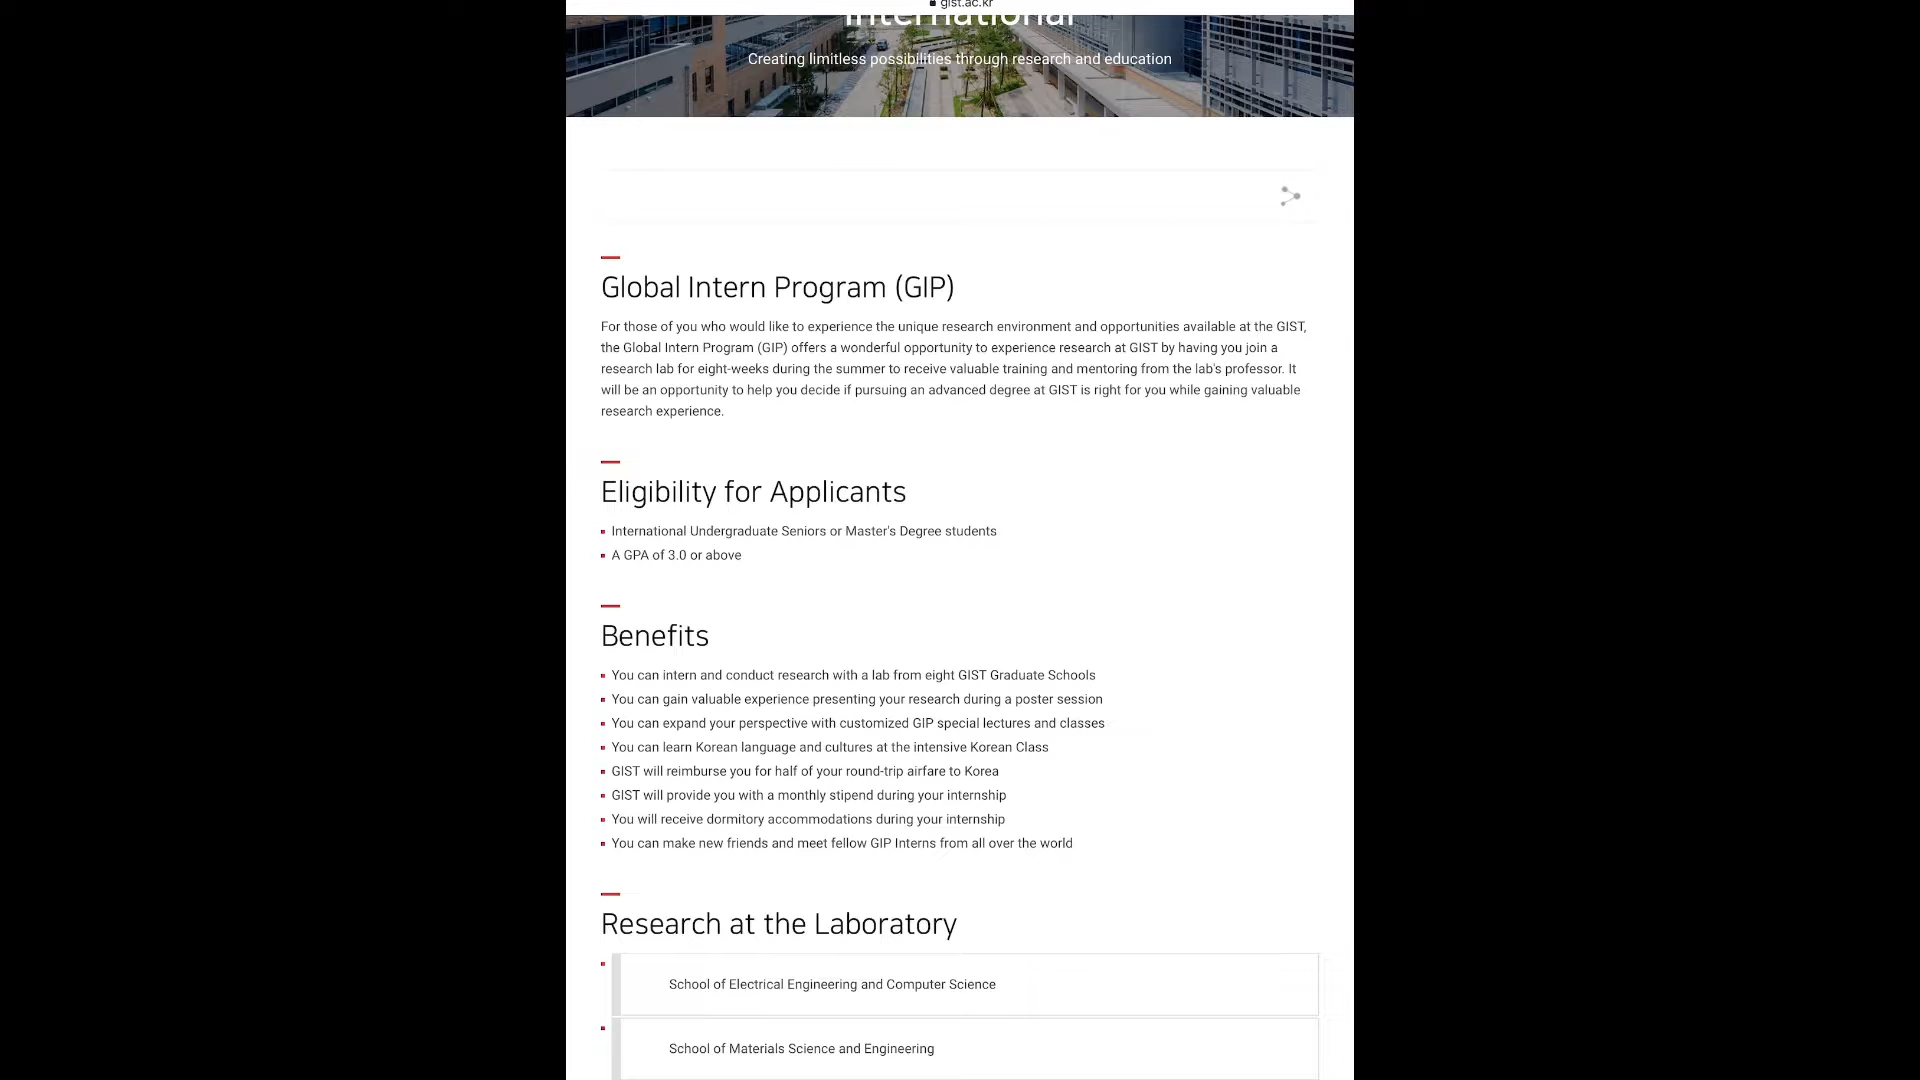 gist.ac.kr
International
Creating limitless possibilities through research and education
Global Intern Program (GIP)
For those of you who would like to experience the unique research environment and opportunities available at the GIST,
the Global Intern Program (GIP) offers a wonderful opportunity to experience research at GIST by having you join a
research lab for eight-weeks during the summer to receive valuable training and mentoring from the lab's professor. It
will be an opportunity to help you decide if pursuing an advanced degree at GIST is right for you while gaining valuable
research experience.
Eligibility for Applicants
International Undergraduate Seniors or Master's Degree students
A GPA of 3.0 or above
Benefits
You can intern and conduct research with a lab from eight GIST Graduate Schools
You can gain valuable experience presenting your research during a poster session
You can expand your perspective with customized GIP special lectures and classes
You can learn Korean language and cultures at the intensive Korean Class
GIST will reimburse you for half of your round-trip airfare to Korea
GIST will provide you with a monthly stipend during your internship
You will receive dormitory accommodations during your internship
You can make new friends and meet fellow GIP Interns from all over the world
Research at the Laboratory
School of Electrical Engineering and Computer Science
School of Materials Science and Engineering